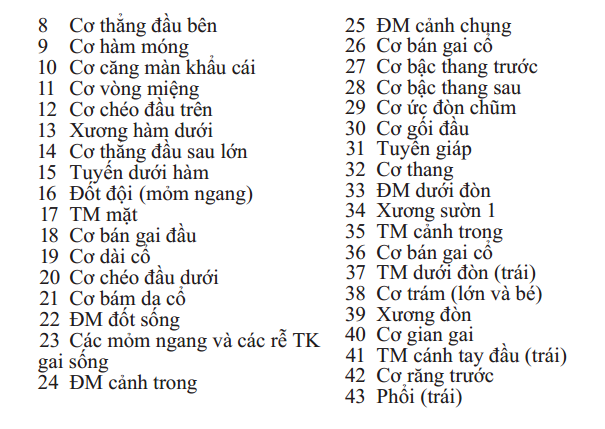 8 Cơ thẳng đầu bên
9 Cơ hàm móng
10 Cơ căng màn khẩu cái
11 Cơ vòng miệng
12 Cơ chéo đầu trên
13 Xương hàm dưới
14 Cơ thẳng đầu sau lớn
15 Tuyến dưới hàm
16 Đốt đội (mỏm ngang)
17 TM mặt
18 Cơ bán gai đầu
19 Cơ dài cổ
20 Cơ chéo đầu dưới
21 Cơ bám da cổ
22 ĐM đốt sống
23 Các mỏm ngang và các rễ TK
gai sống
24 ĐM cảnh trong
25 ĐM cảnh chung
26 Cơ bán gai cổ
27 Cơ bậc thang trước
28 Cơ bậc thang sau
29 Cơ ức đòn chũm
30 Cơ gối đầu
31 Tuyến giáp
32 Cơ thang
33 ĐM dưới đòn
34 Xương sườn 1
35 TM cảnh trong
36 Cơ bán gai cổ
37 TM dưới đòn (trái)
38 Cơ trám (lớn và bé)
39 Xương đòn
40 Cơ gian gai
41 TM cánh tay đầu (trái)
42 Cơ răng trước
43 Phổi (trái)